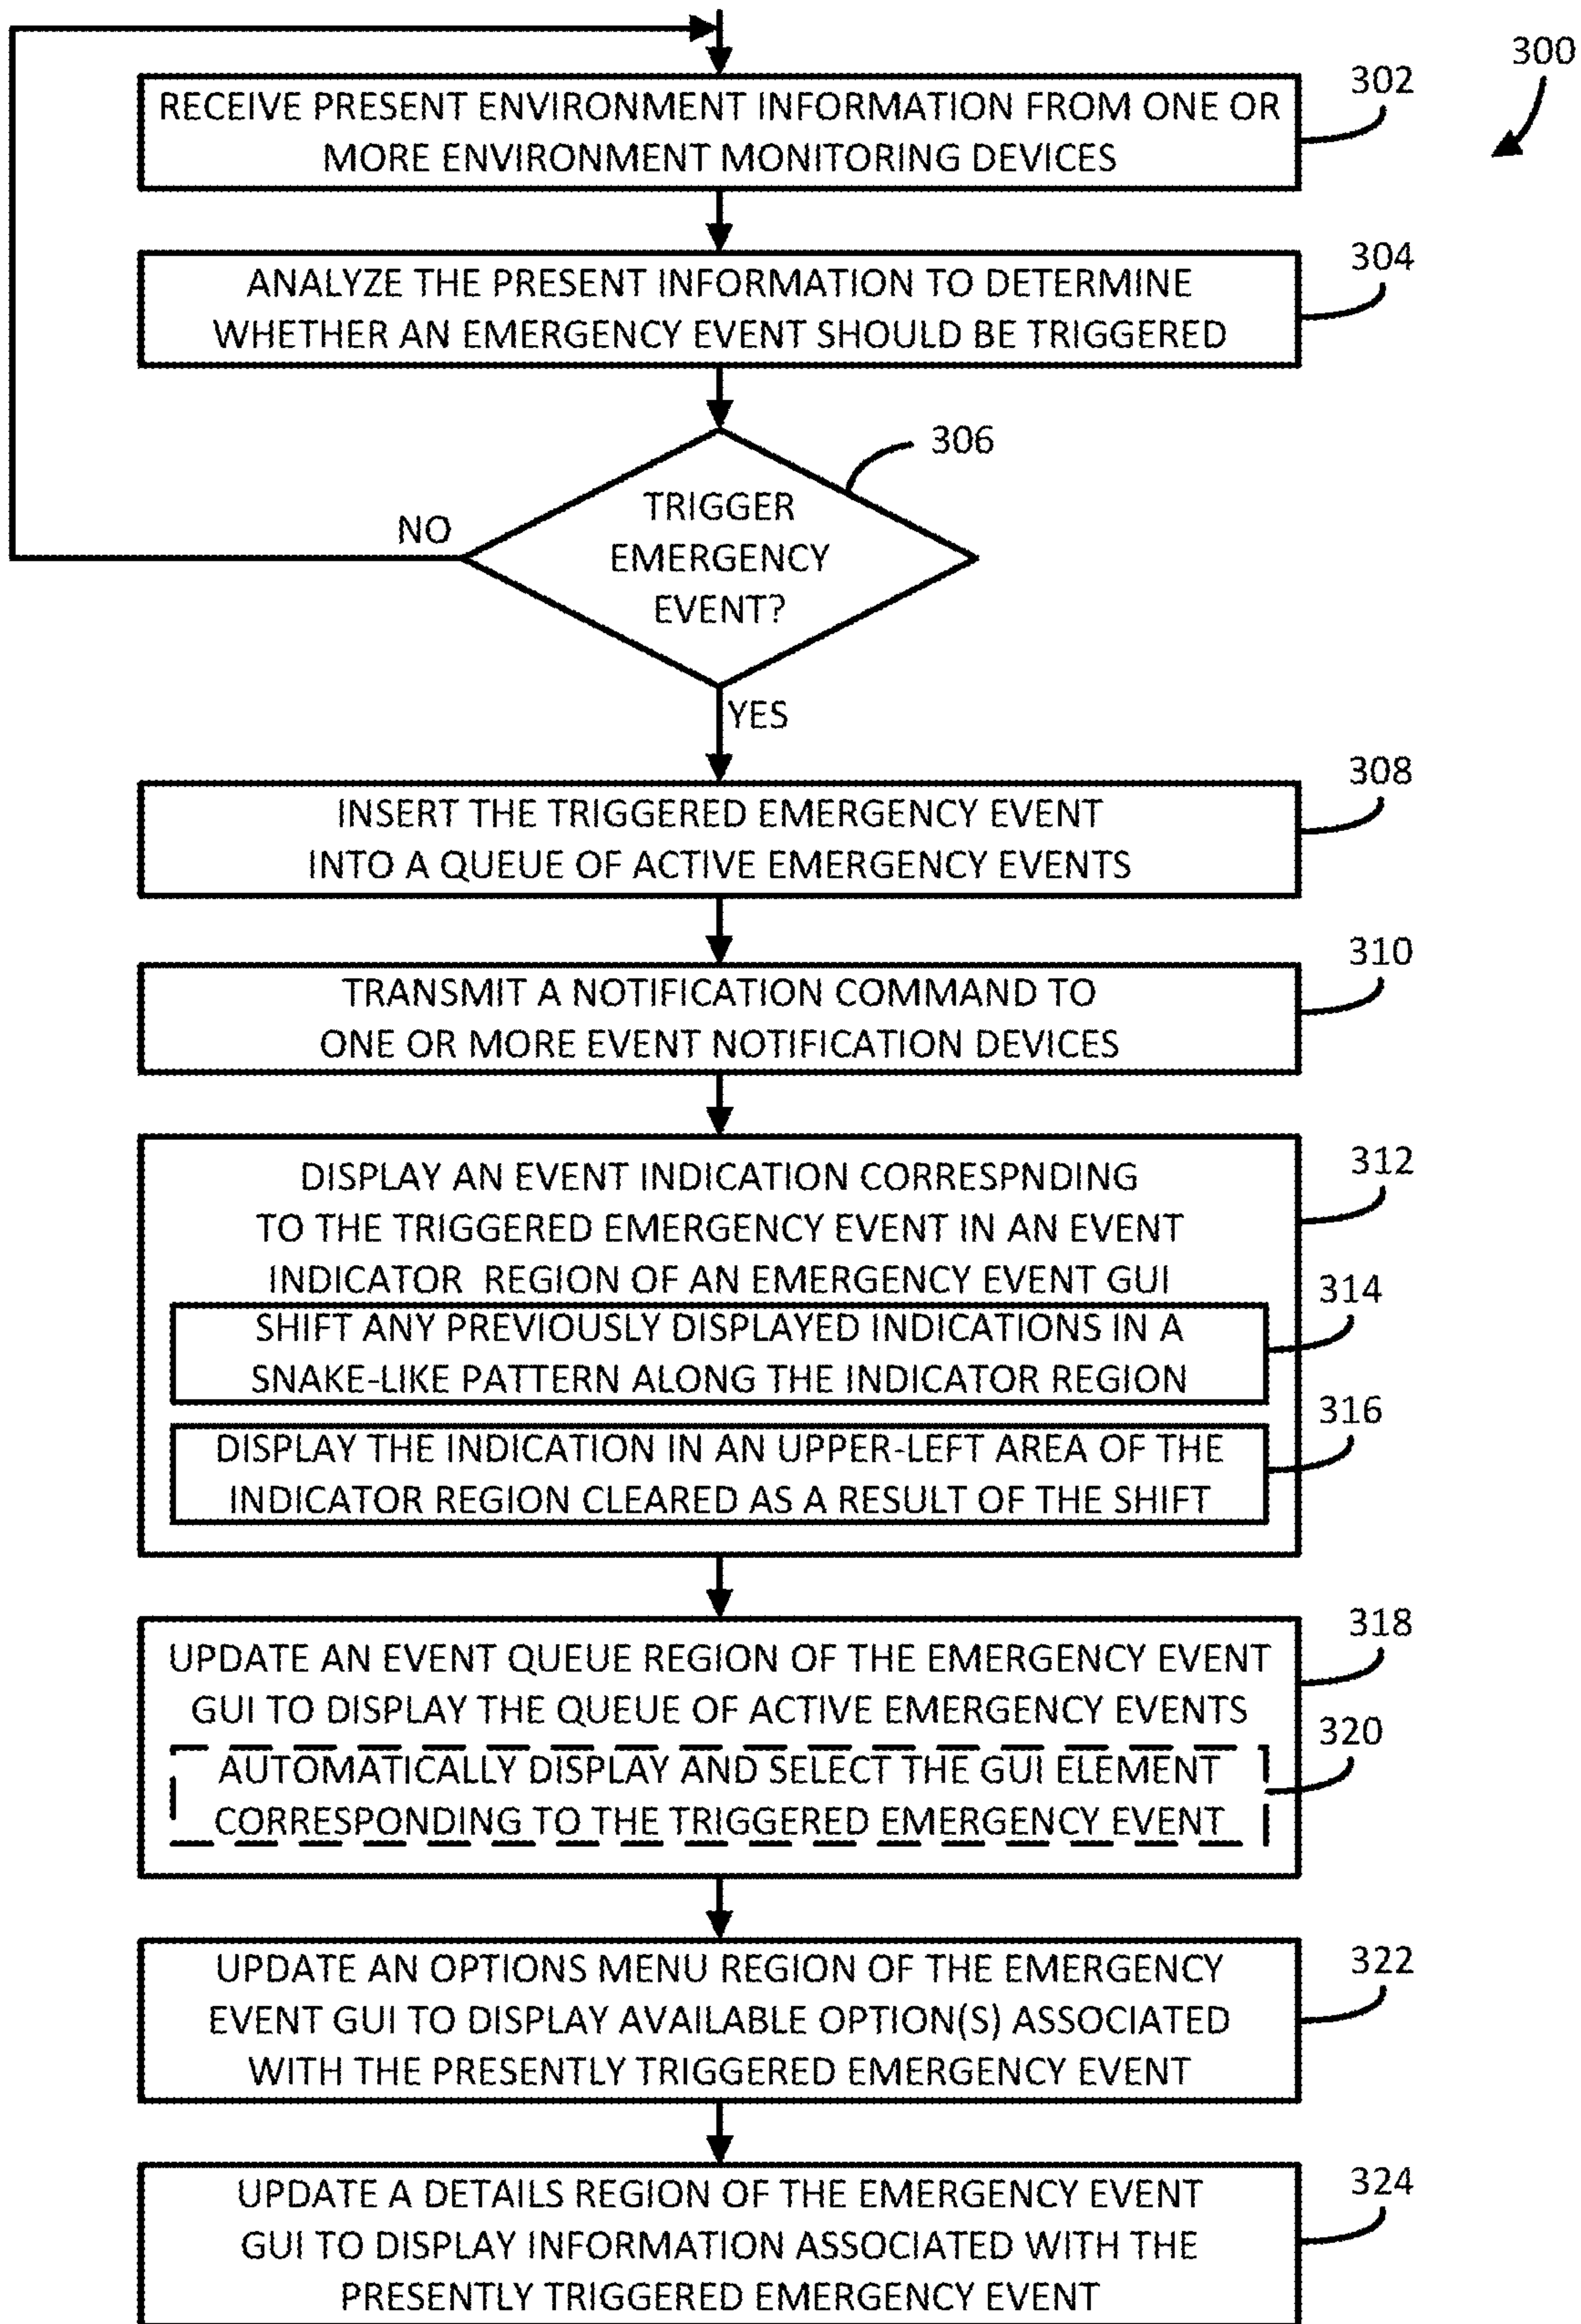 300
302
RECEIVE PRESENT ENVIRONMENT INFORMATION FROM ONE OR
MORE ENVIRONMENT MONITORING DEVICES
304
ANALYZE THE PRESENT INFORMATION TO DETERMINE
WHETHER AN EMERGENCY EVENT SHOULD BE TRIGGERED
306
TRIGGER
EMERGENCY
EVENT?
NO
YES
308
INSERT THE TRIGGERED EMERGENCY EVENT
INTO A QUEUE OF ACTIVE EMERGENCY EVENTS
310
TRANSMIT A NOTIFICATION COMMAND TO
ONE OR MORE EVENT NOTIFICATION DEVICES
312
DISPLAY AN EVENT INDICATION CORRESPNDING
TO THE TRIGGERED EMERGENCY EVENT IN AN EVENT
INDICATOR REGION OF AN EMERGENCY EVENT GUI
314
SHIFT ANY PREVIOUSLY DISPLAYED INDICATIONS IN A
SNAKE-LIKE PATTERN ALONG THE INDICATOR REGION
316
DISPLAY THE INDICATION IN AN UPPER-LEFT AREA OF THE
INDICATOR REGION CLEARED AS A RESULT OF THE SHIFT
318
UPDATE AN EVENT QUEUE REGION OF THE EMERGENCY EVENT
GUI TO DISPLAY THE QUEUE OF ACTIVE EMERGENCY EVENTS
320
AUTOMATICALLY DISPLAY AND SELECT THE GUI ELEMENT
CORRESPONDING TO THE TRIGGERED EMERGENCY EVENT
322
UPDATE AN OPTIONS MENU REGION OF THE EMERGENCY
EVENT GUI TO DISPLAY AVAILABLE OPTION(S) ASSOCIATED
WITH THE PRESENTLY TRIGGERED EMERGENCY EVENT
324
UPDATE A DETAILS REGION OF THE EMERGENCY EVENT
GUI TO DISPLAY INFORMATION ASSOCIATED WITH THE
PRESENTLY TRIGGERED EMERGENCY EVENT